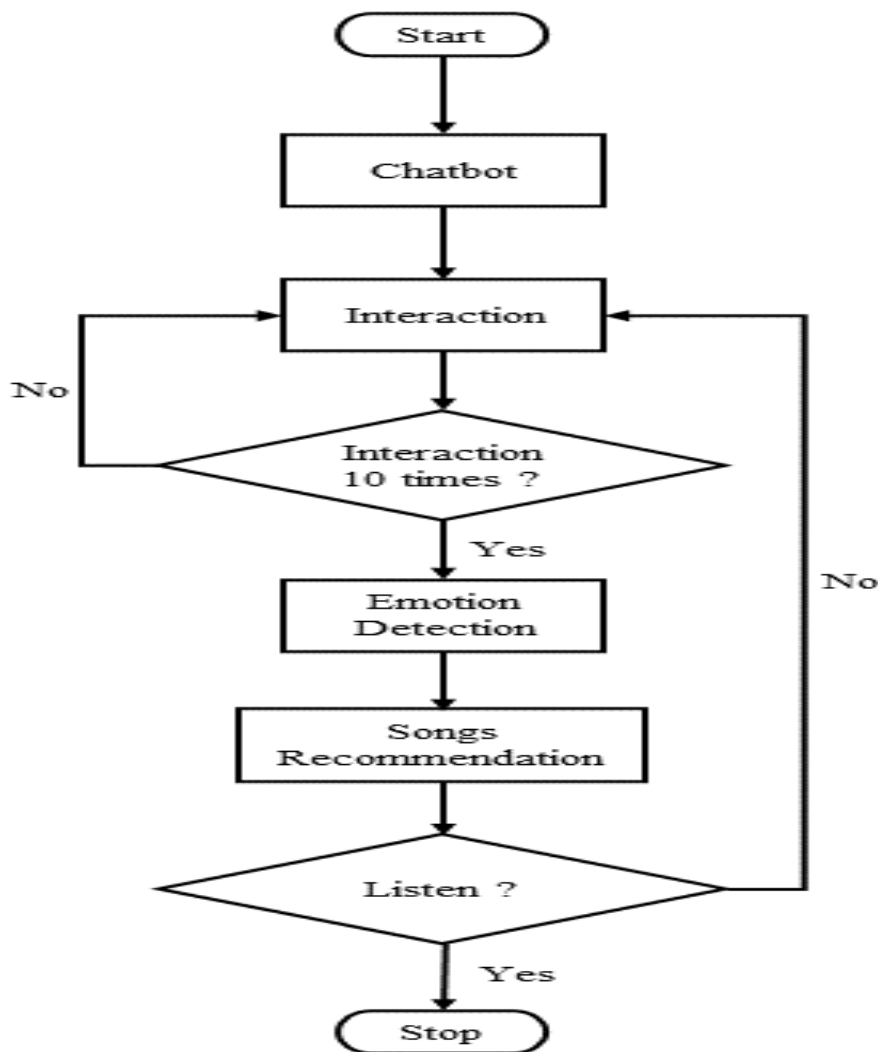 Start
Chatbot
Interaction
No
Interaction
10 times ?
Yes
Emotion
Detection
No
Songs
Recommendation
Listen ?
Yes
Stop